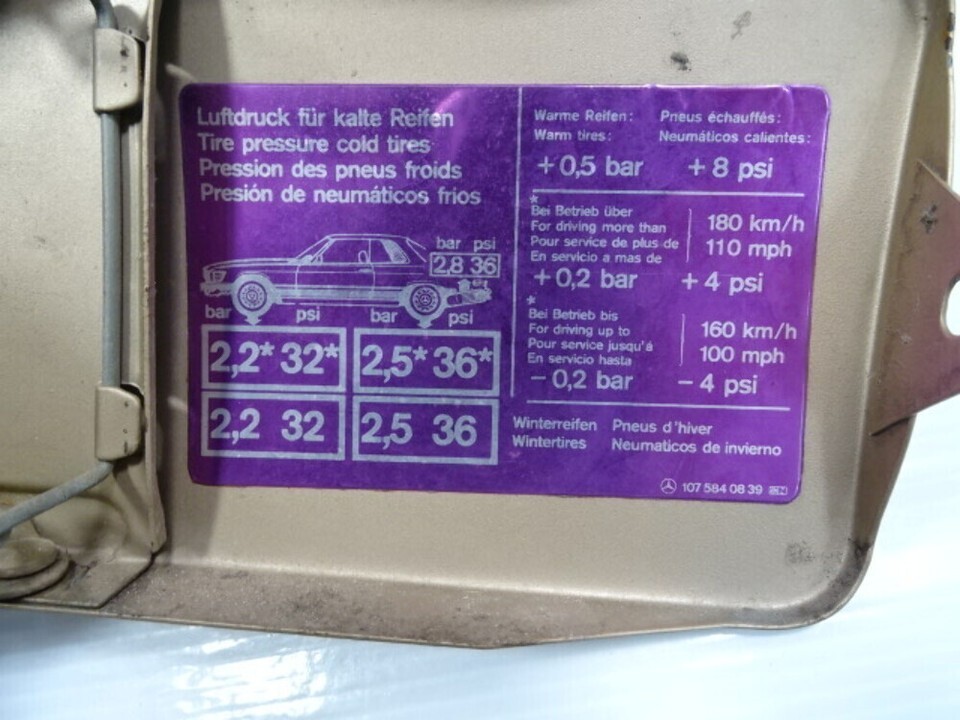 Luftdruck für kalte Reifen
Tire pressure cold tires
Pression des pneus froids
Presión de neumáticos frios
bar psi
2,8 36
bar psi bar psi
2,2* 32* 2,5* 36*
2,2 32 2,5 36
Warme Reifen: Pneus échauffés:
Warm tires: Neumáticos calientes:
+0,5 bar +8 psi
*
Bei Betrieb über
For driving more than
Pour service de plus de
En servicio a mas de
180 km/h
110 mph
+0,2 bar +4 psi
*
Bei Betrieb bis
For driving up to
Pour service jusqu'á
En servicio hasta
160 km/h
100 mph
-0,2 bar -4 psi
Winterreifen Pneus d'hiver
Wintertires Neumaticos de invierno
107 584 08 39